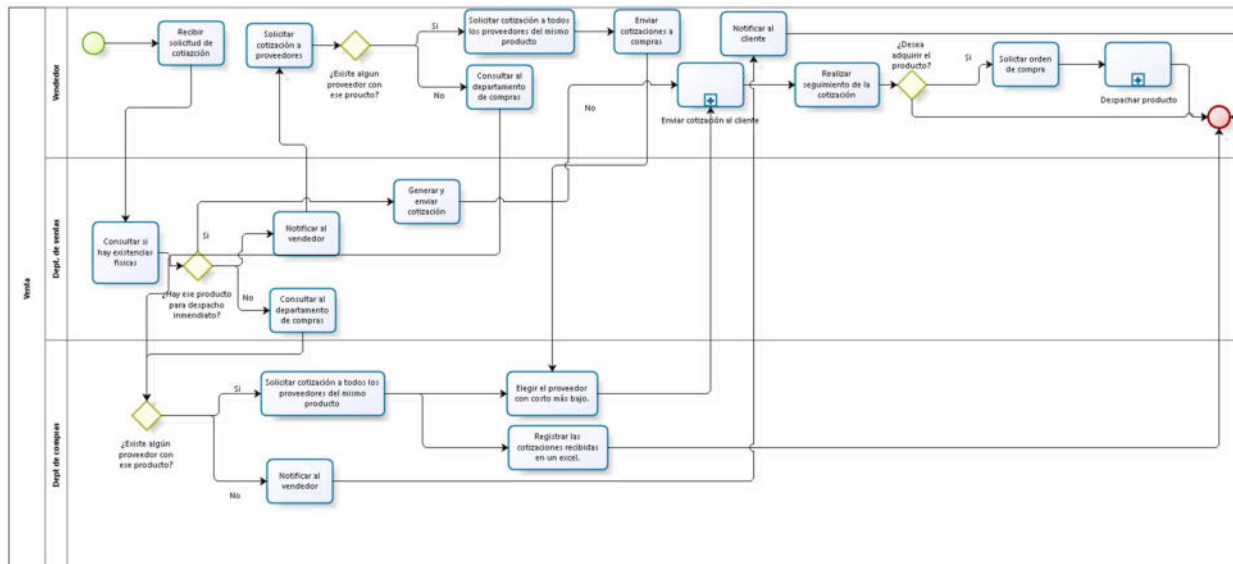 Venta
Vendedor
Recibir
solicitud de
cotización
Solicitar
cotización a
proveedores
¿Existe algun
proveedor con
ese proucto?
Si
No
Solicitar cotización a todos
los proveedores del mismo
producto
Consultar al
departamento
de compras
Enviar
cotizaciones a
compras
No
Notificar al
cliente
Enviar cotización al cliente
Realizar
seguimiento de la
cotización
¿Desea
adquirir el
producto?
Si
Solictar orden
de compra
Despachar producto
Dept. de ventas
Consultar si
hay existencias
fisicas
Si
¿Hay ese producto
para despacho
inmendiato?
Notificar al
vendedor
No
Consultar al
departamento
de compras
Generar y
enviar
cotización
Dept de compras
¿Existe algún
proveedor con
ese producto?
Si
Solicitar cotización a todos los
proveedores del mismo
producto
No
Notificar al
vendedor
Elegir el proveedor
con costo más bajo.
Registrar las
cotizaciones recibidas
en un excel.